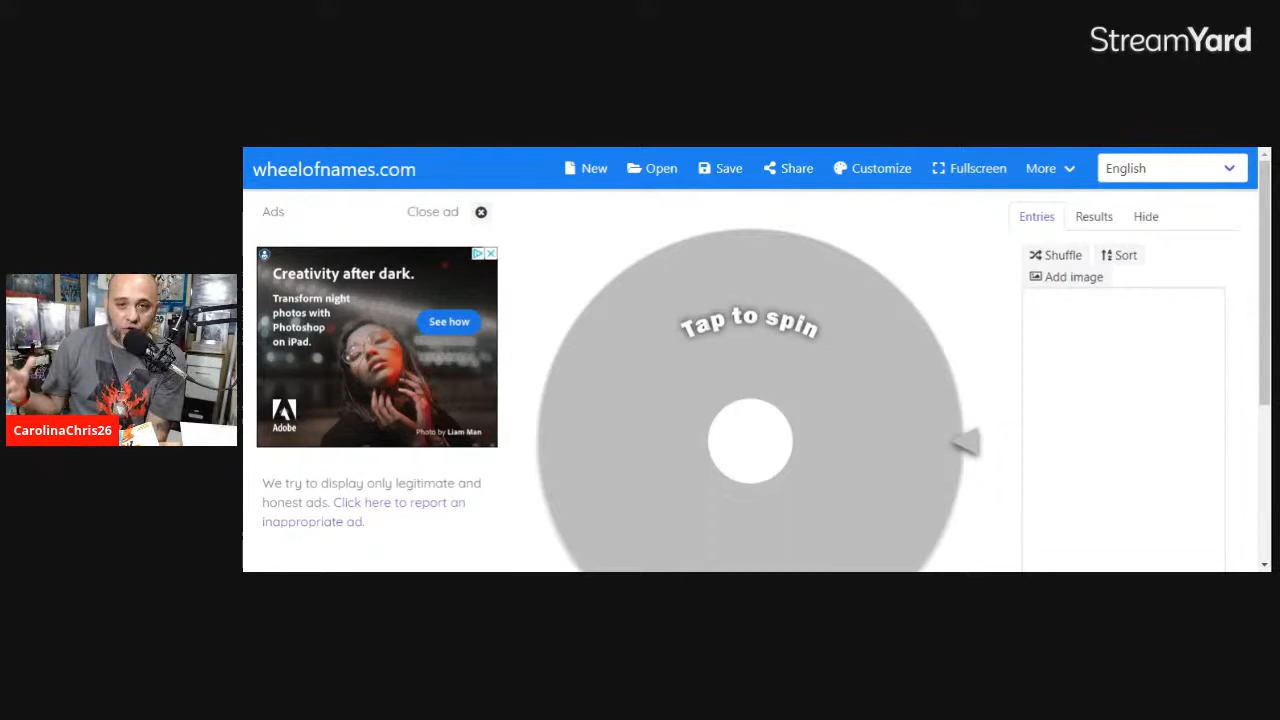 StreamYard
wheelofnames.com
New
Open
Save
Share
Customize
Fullscreen
More
English
Ads
Close ad
Creativity after dark.
Transform night
photos with
Photoshop
on iPad.
See how
Adobe
Photo by Liam Man
We try to display only legitimate and
honest ads. Click here to report an
inappropriate ad.
Tap to spin
Entries
Results
Hide
Shuffle
Sort
Add image
CarolinaChris26